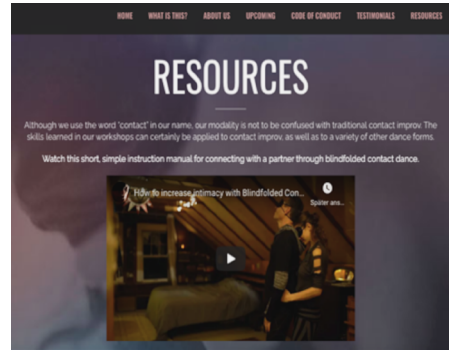 HOME WHAT IS THIS? ABOUT US UPCOMING CODE OF CONDUCT TESTIMONIALS RESOURCES
RESOURCES
Although we use the word "contact" in our name, our modality is not to be confused with traditional contact improv. The
skills learned in our workshops can certainly be applied to contact improv, as well as to a variety of other dance forms.
Watch this short, simple instruction manual for connecting with a partner through blindfolded contact dance.
How to increase intimacy with Blindfolded Con...
Später ans...